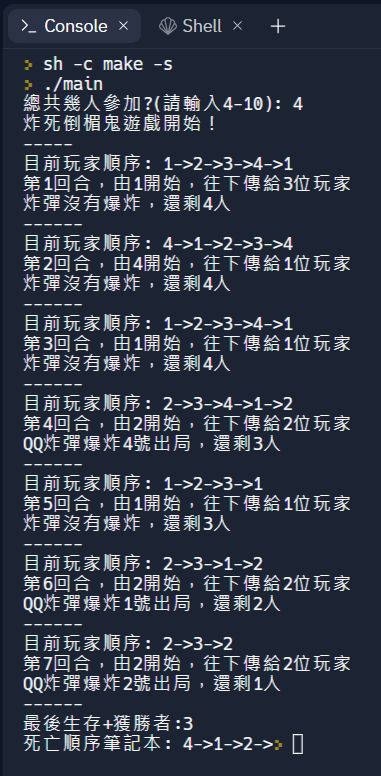 Console × Shell × +
sh -c make -s
./main
總共幾人參加?(請輸入4-10): 4
炸死倒楣鬼遊戲開始！
-----
目前玩家順序: 1->2->3->4->1
第1回合，由1開始，往下傳給3位玩家
炸彈沒有爆炸，還剩4人
------
目前玩家順序: 4->1->2->3->4
第2回合，由4開始，往下傳給1位玩家
炸彈沒有爆炸，還剩4人
------
目前玩家順序: 1->2->3->4->1
第3回合，由1開始，往下傳給1位玩家
炸彈沒有爆炸，還剩4人
------
目前玩家順序: 2->3->4->1->2
第4回合，由2開始，往下傳給2位玩家
QQ炸彈爆炸4號出局，還剩3人
------
目前玩家順序: 1->2->3->1
第5回合，由1開始，往下傳給1位玩家
炸彈沒有爆炸，還剩3人
------
目前玩家順序: 2->3->1->2
第6回合，由2開始，往下傳給2位玩家
QQ炸彈爆炸1號出局，還剩2人
------
目前玩家順序: 2->3->2
第7回合，由2開始，往下傳給2位玩家
QQ炸彈爆炸2號出局，還剩1人
------
最後生存+獲勝者:3
死亡順序筆記本: 4->1->2->